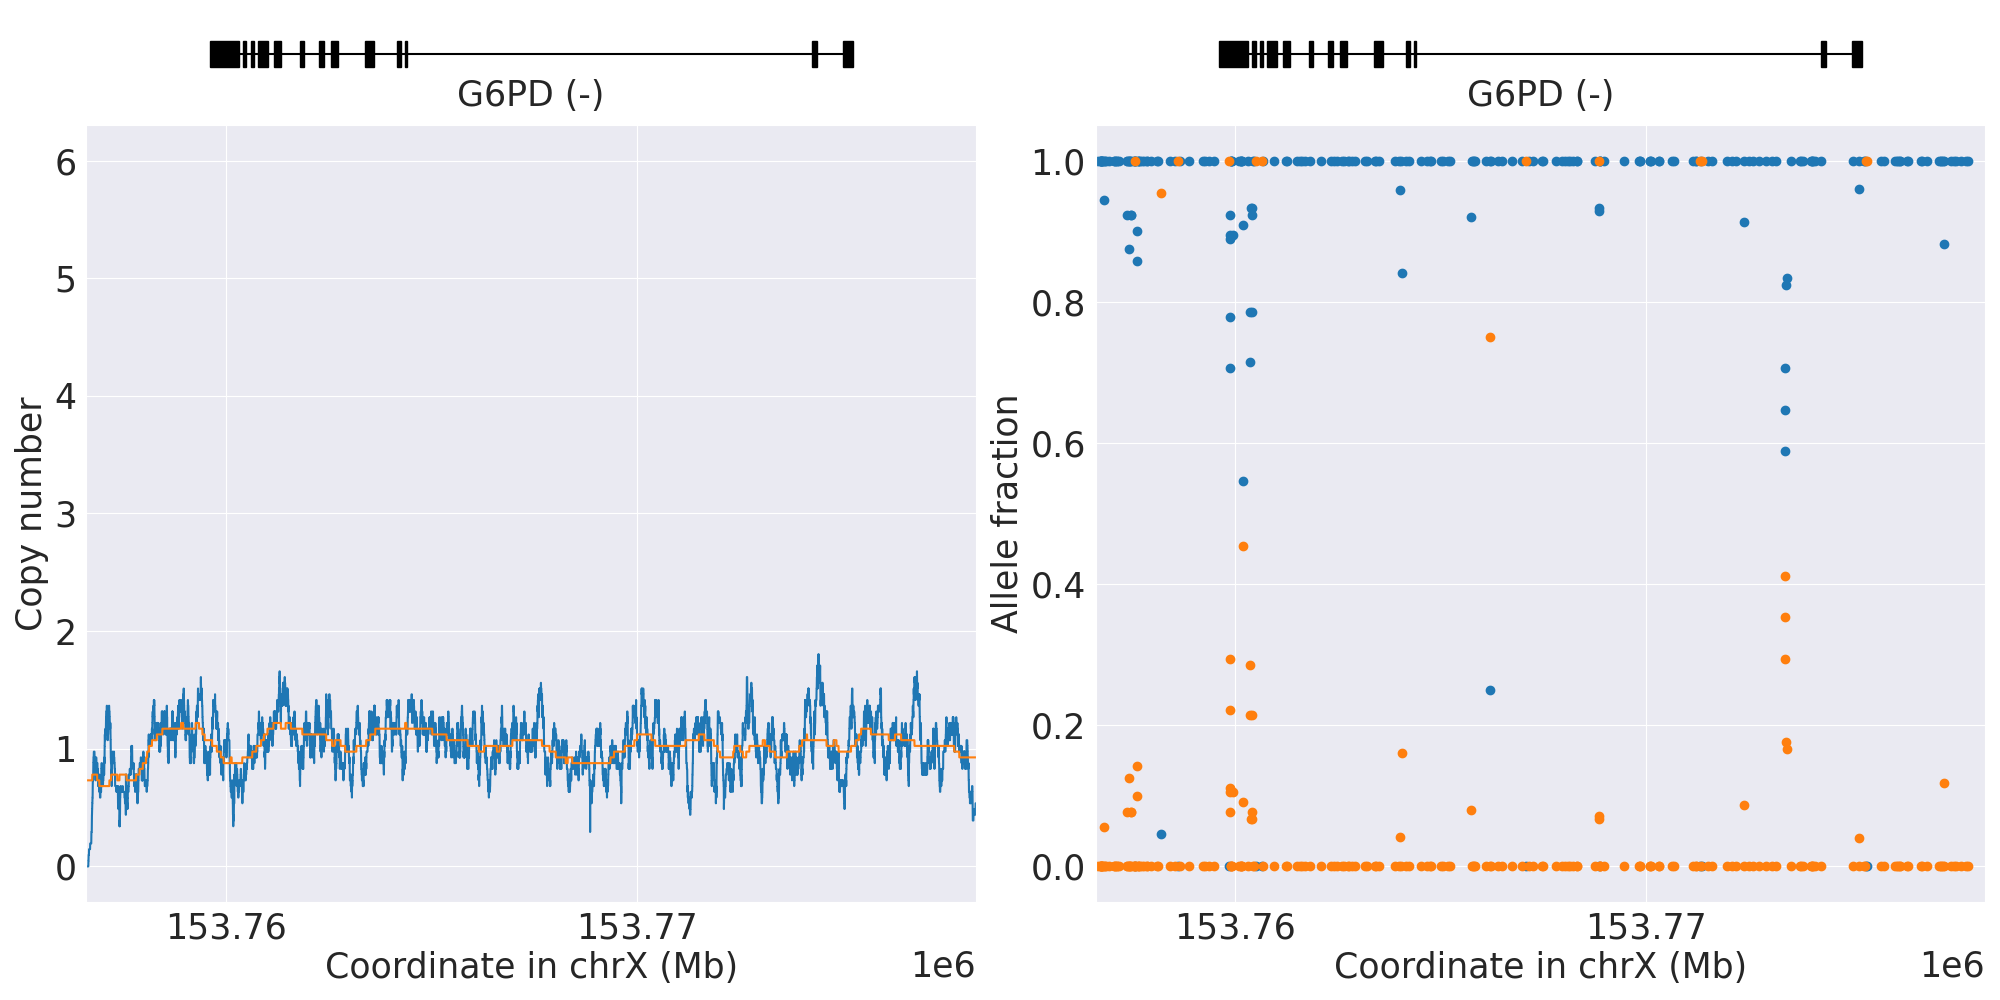 G6PD (-)
6
5
4
3
2
1
0
Copy number
153.76
153.77
Coordinate in chrX (Mb)
1e6
G6PD (-)
1.0
0.8
0.6
0.4
0.2
0.0
Allele fraction
153.76
153.77
Coordinate in chrX (Mb)
1e6